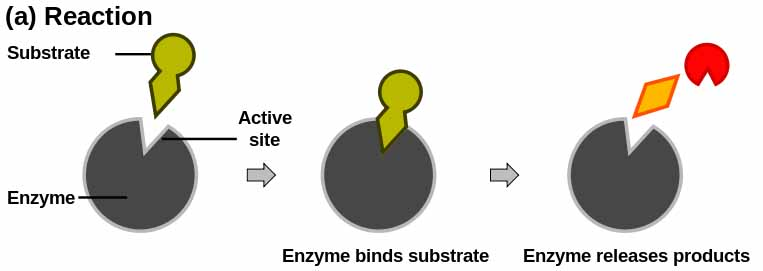 (a) Reaction
Substrate
Active
site
Enzyme
Enzyme binds substrate
Enzyme releases products